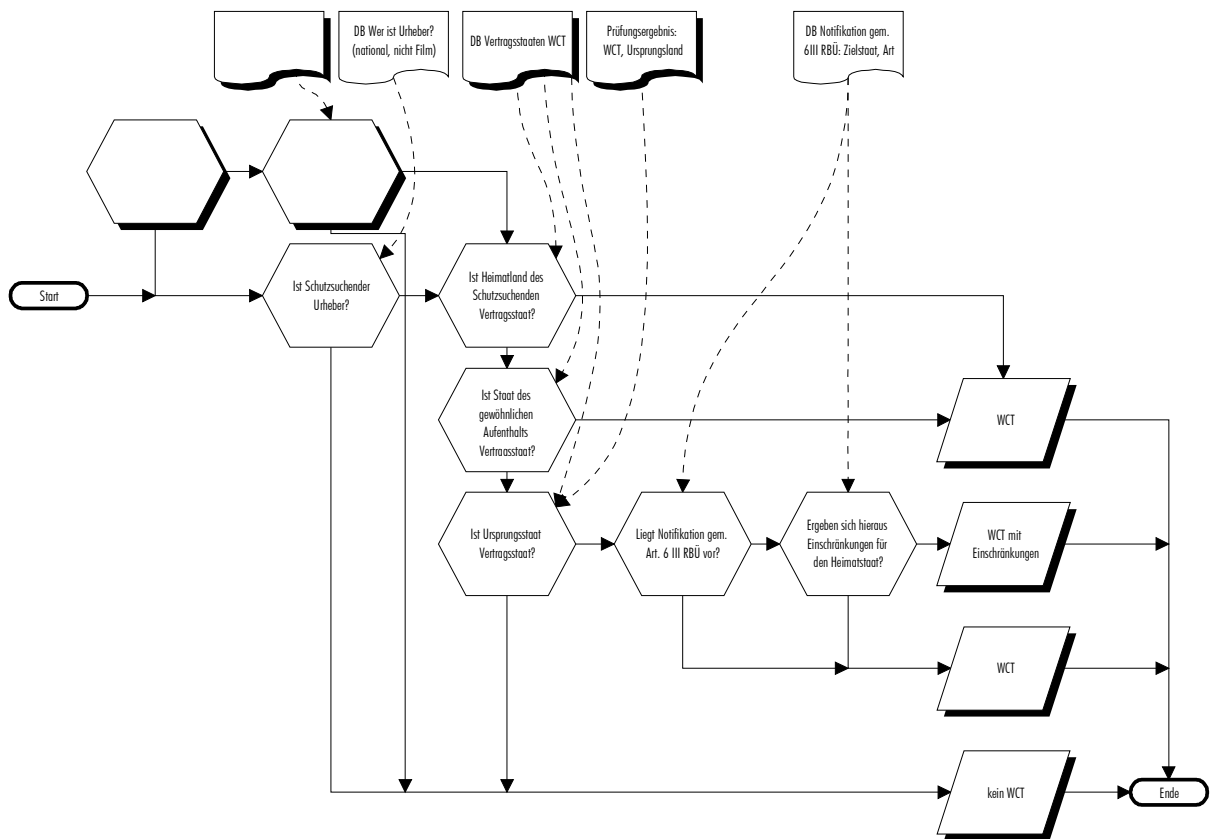 DB Wer ist Urheber?
(national, nicht Film)
DB Vertragsstaaten WCT
Prüfungsergebnis:
WCT, Ursprungsland
DB Notifikation gem.
6III RBÜ: Zielstaat, Art
Start
Ist Schutzsuchender
Urheber?
Ist Heimatland des
Schutzsuchenden
Vertragsstaat?
Ist Staat des
gewöhnlichen
Aufenthalts
Vertragsstaat?
WCT
Ist Ursprungsstaat
Vertragsstaat?
Liegt Notifikation gem.
Art. 6 III RBÜ vor?
Ergeben sich hieraus
Einschränkungen für
den Heimatstaat?
WCT mit
Einschränkungen
WCT
kein WCT
Ende